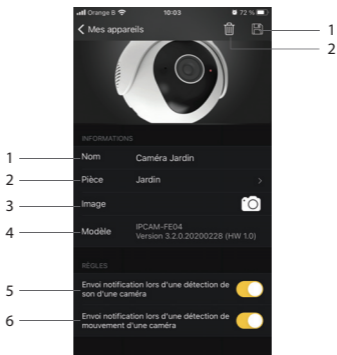 Orange B 10:03 72 %
Mes appareils
1
2
INFORMATIONS
1 Nom Caméra Jardin
2 Pièce Jardin
3 Image
4 Modèle IPCAM-FE04
Version 3.2.0.20200228 (HW 1.0)
RÈGLES
5 Envoi notification lors d'une détection de
son d'une caméra
6 Envoi notification lors d'une détection de
mouvement d'une caméra